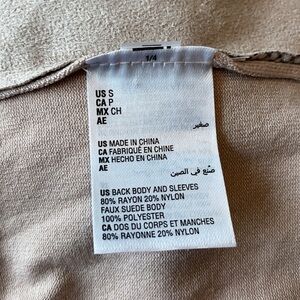 1/4
US S
CA P
MX CH
AE
صغير
US MADE IN CHINA
CA FABRIQUÉ EN CHINE
MX HECHO EN CHINA
AE
صُنع في الصين
US BACK BODY AND SLEEVES
80% RAYON 20% NYLON
FAUX SUEDE BODY
100% POLYESTER
CA DOS DU CORPS ET MANCHES
80% RAYONNE 20% NYLON